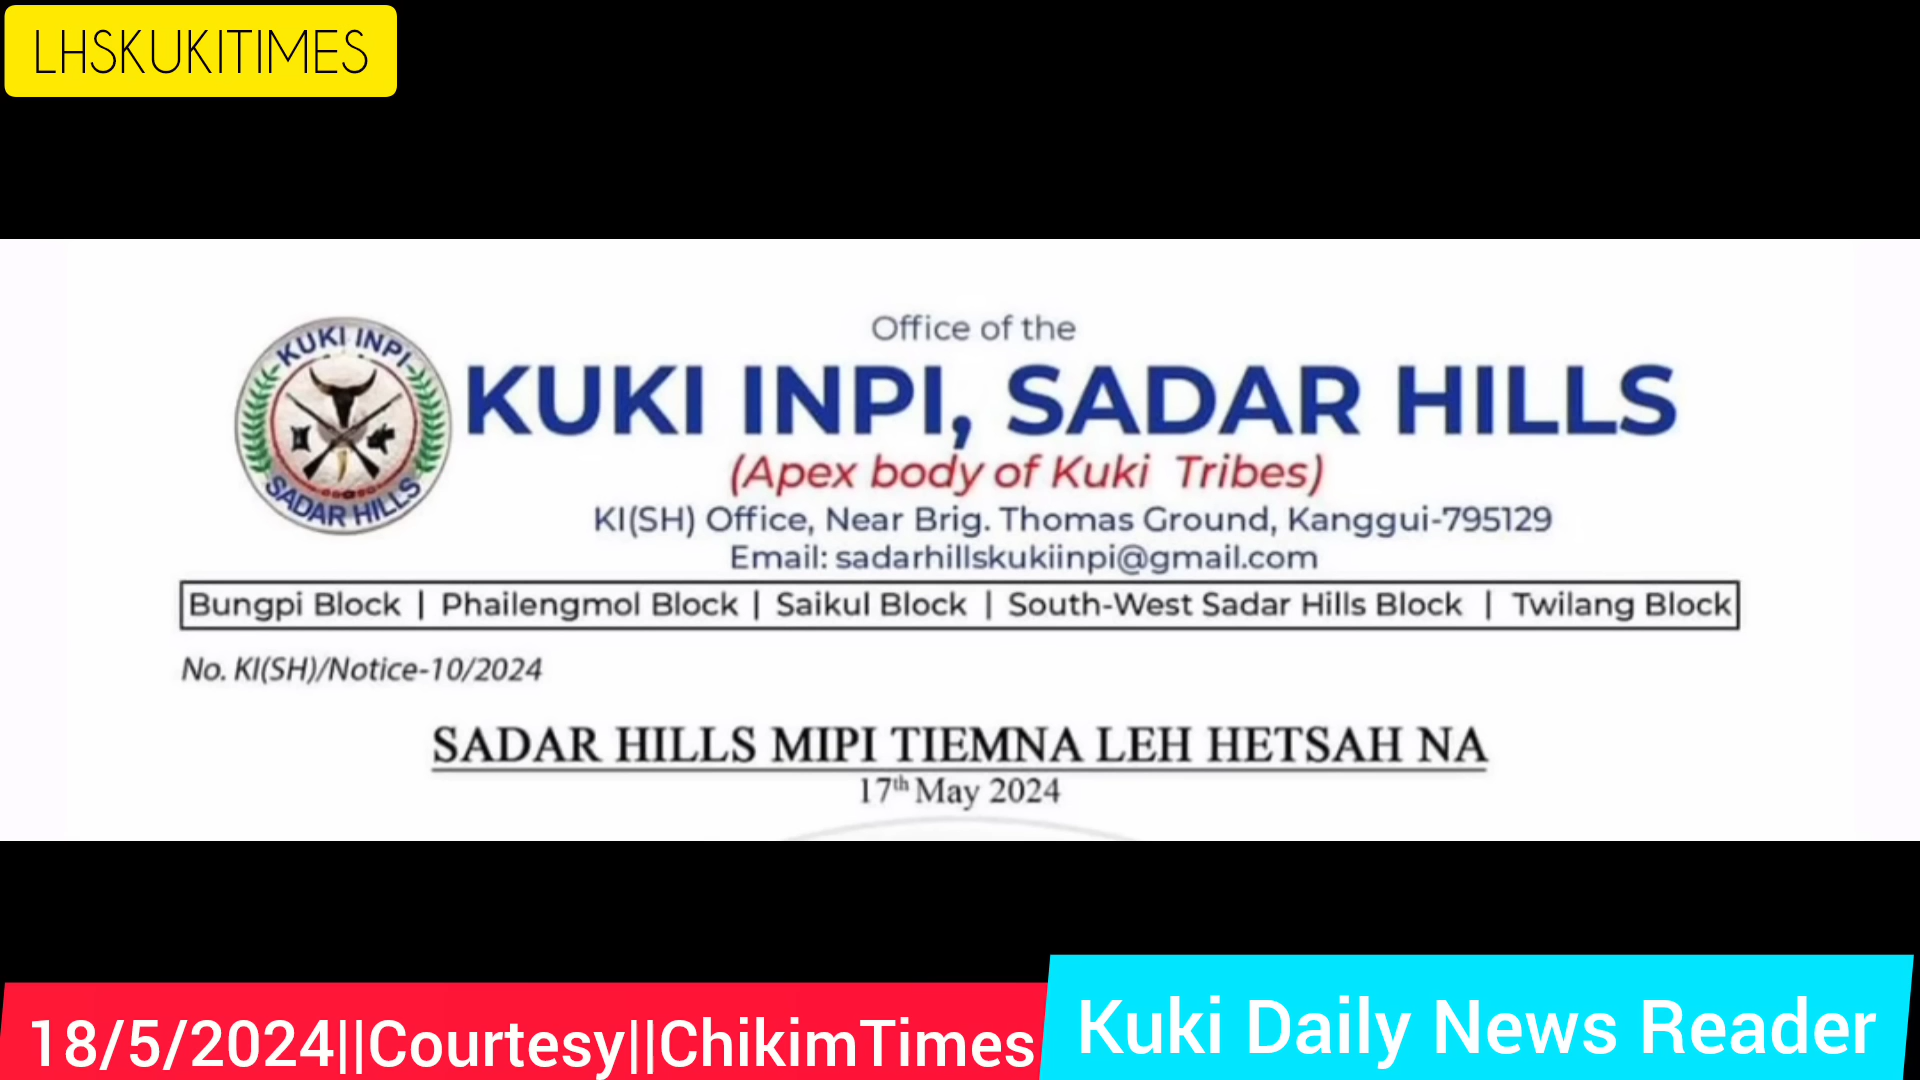 LHSKUKITIMES
KUKI INPI
SADAR HILLS
Office of the
KUKI INPI, SADAR HILLS
(Apex body of Kuki Tribes)
KI(SH) Office, Near Brig. Thomas Ground, Kanggui-795129
Email: sadarhillskukiinpi@gmail.com
Bungpi Block | Phailengmol Block | Saikul Block | South-West Sadar Hills Block | Twilang Block
No. KI(SH)/Notice-10/2024
SADAR HILLS MIPI TIEMNA LEH HETSAH NA
17th May 2024
18/5/2024||Courtesy||ChikimTimes
Kuki Daily News Reader